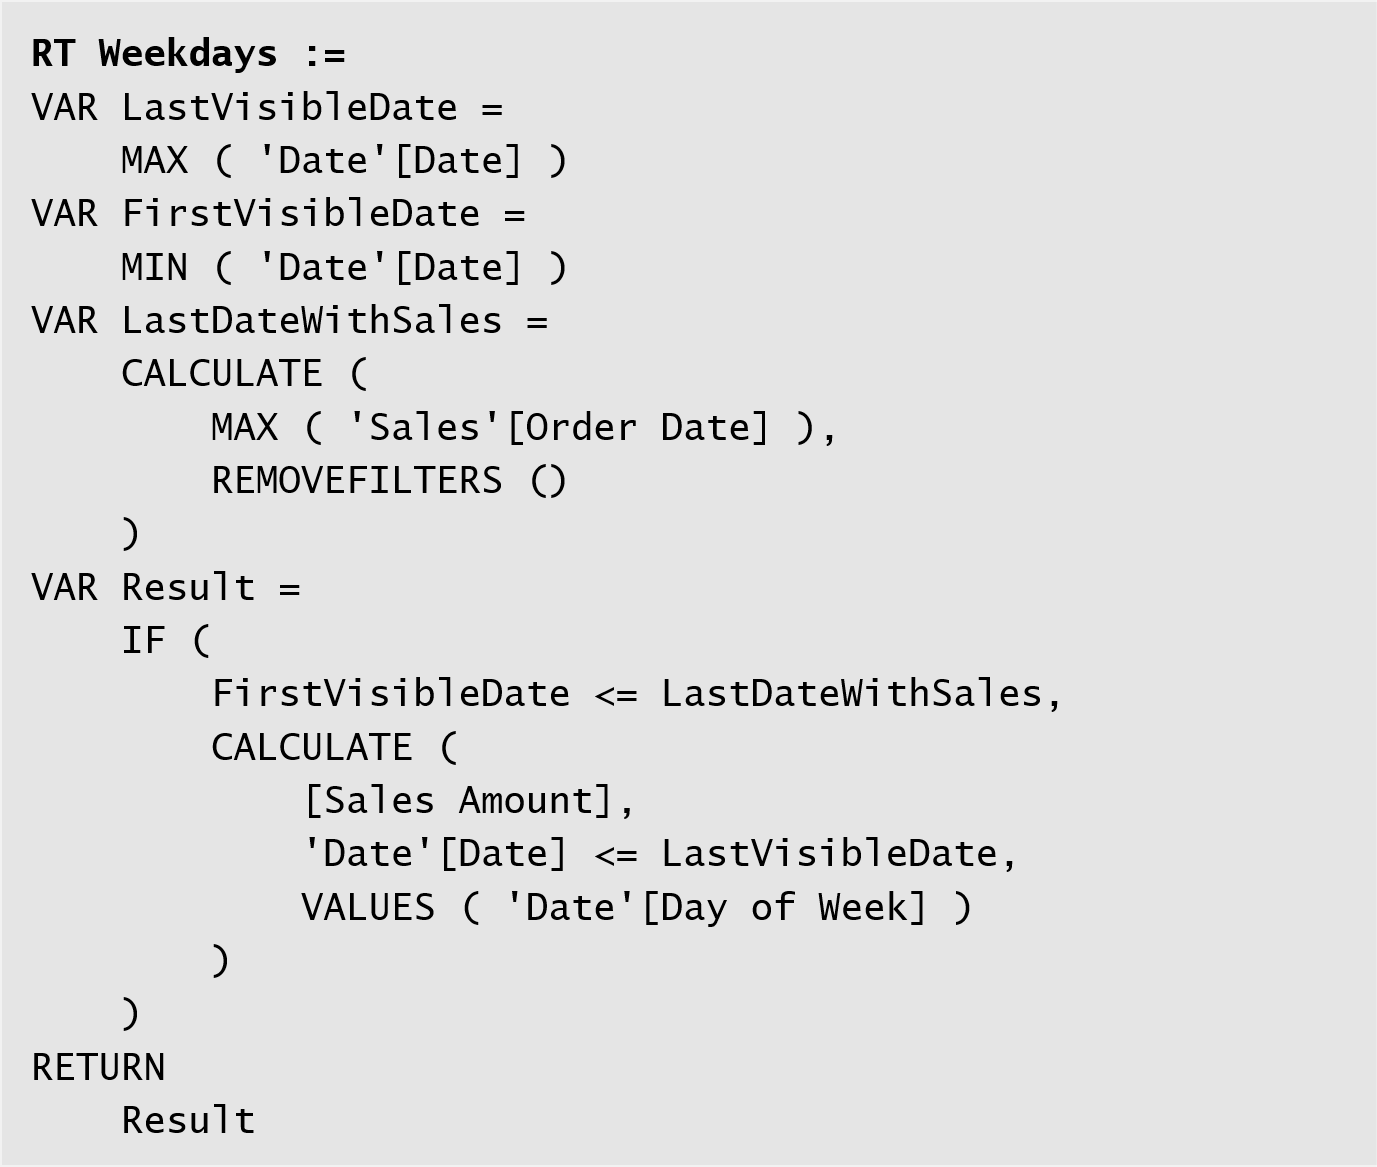 RT Weekdays :=
VAR LastVisibleDate =
    MAX ( 'Date'[Date] )
VAR FirstVisibleDate =
    MIN ( 'Date'[Date] )
VAR LastDateWithSales =
    CALCULATE (
        MAX ( 'Sales'[Order Date] ),
        REMOVEFILTERS ()
    )
VAR Result =
    IF (
        FirstVisibleDate <= LastDateWithSales,
        CALCULATE (
            [Sales Amount],
            'Date'[Date] <= LastVisibleDate,
            VALUES ( 'Date'[Day of Week] )
        )
    )
RETURN
    Result